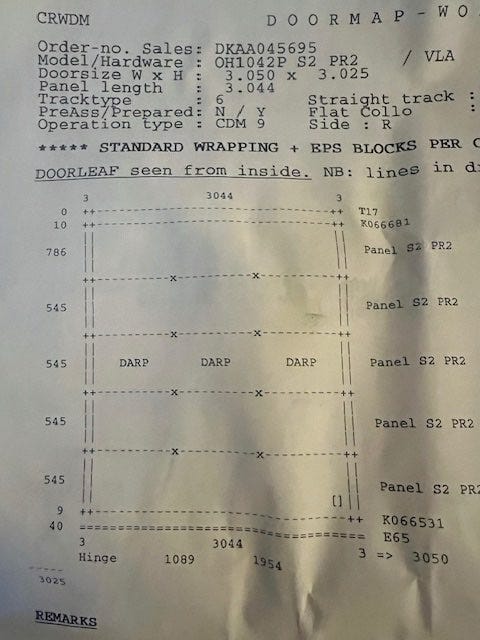 CRWDM D O O R M A P - W O
Order-no. Sales: DKAA045695
Model/Hardware : OH1042P S2 PR2 / VLA
Doorsize W x H : 3.050 x 3.025
Panel length : 3.044
Tracktype : 6 Straight track :
PreAss/Prepared: N / Y Flat Collo :
Operation type : CDM 9 Side : R
***** STANDARD WRAPPING + EPS BLOCKS PER C
DOORLEAF seen from inside. NB: lines in d
3 3044 3
0 ++ ++ T17
10 ++ ++ K066681
786 Panel S2 PR2
++ x x ++
545 Panel S2 PR2
++ x x ++
545 DARP DARP DARP Panel S2 PR2
++ x x ++
545 Panel S2 PR2
++ x x ++
545 Panel S2 PR2
[]
9 ++ ++ K066531
40 ==================================== E65
3 3044 3 => 3050
Hinge 1089 1954
-----
3025
REMARKS